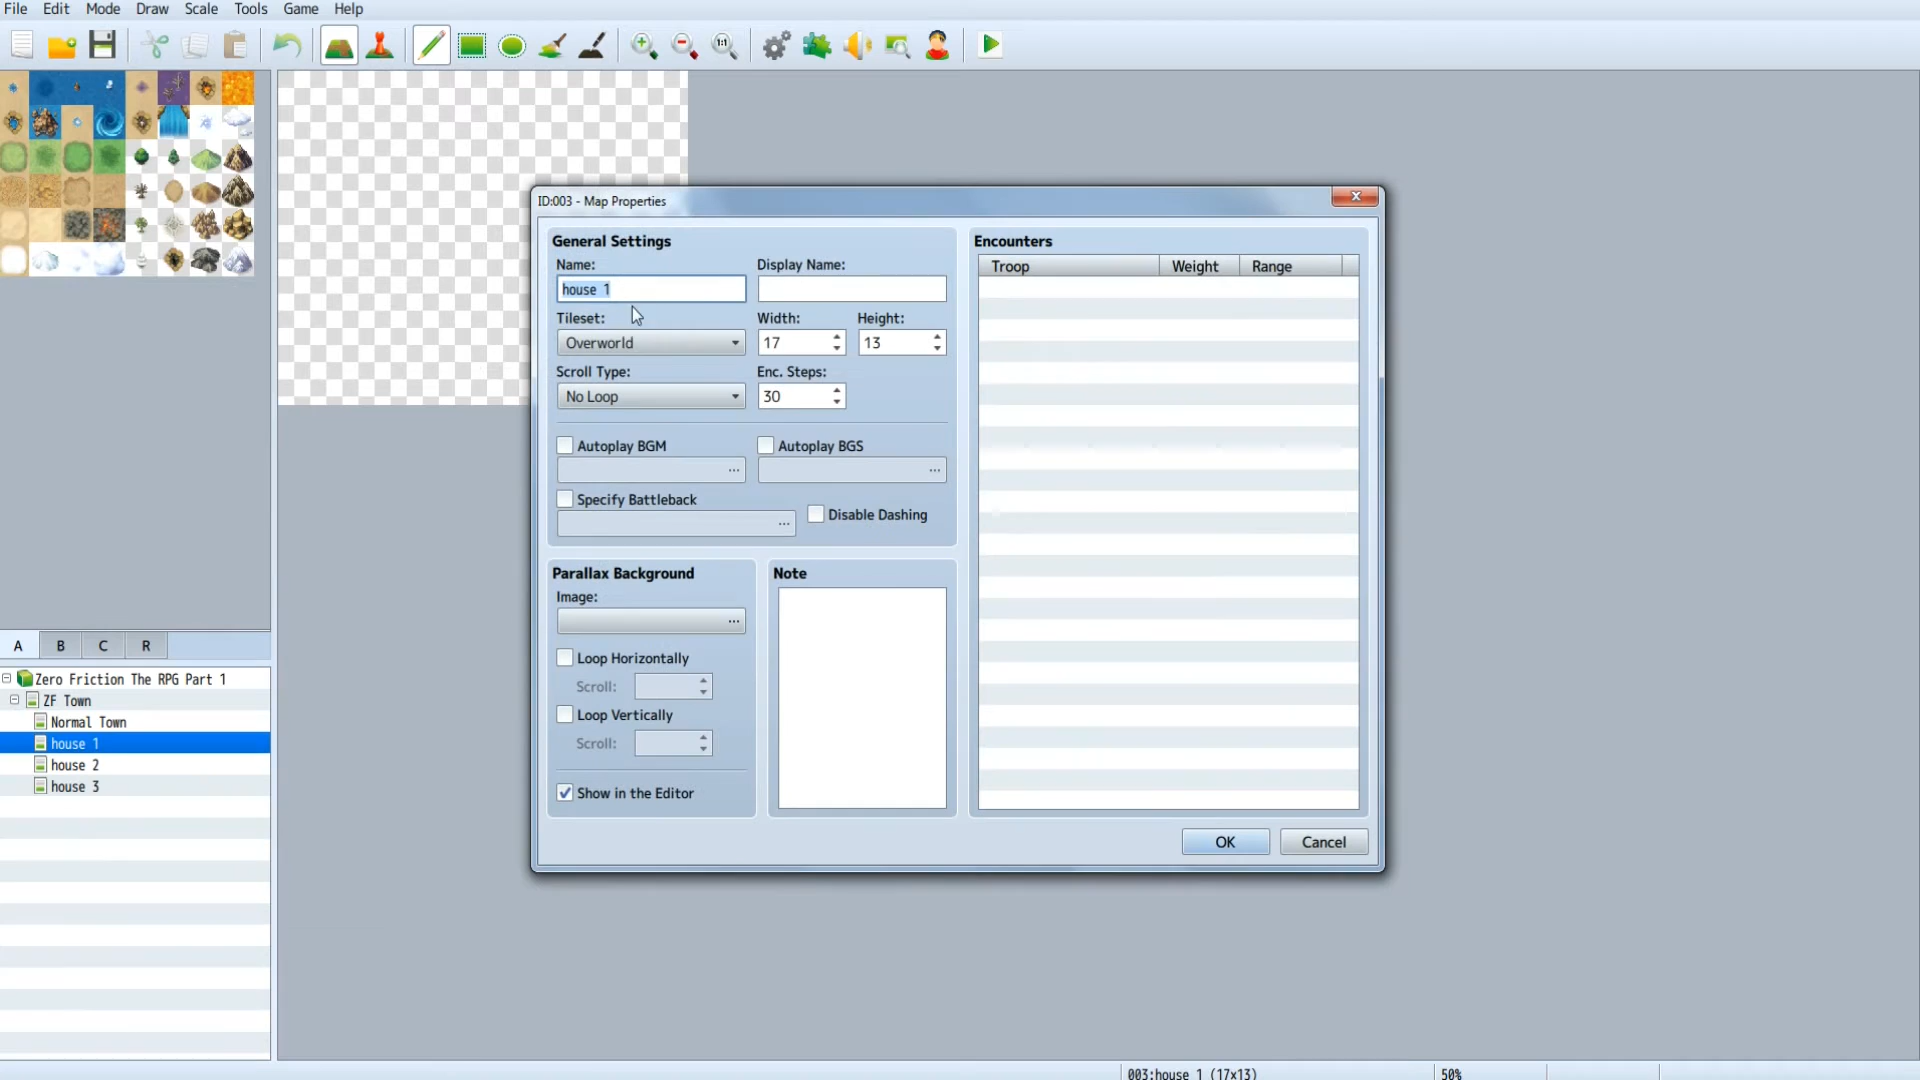 File Edit Mode Draw Scale Tools Game Help
1:1
ID:003 - Map Properties
General Settings
Name: Display Name:
house 1
Tileset: Width: Height:
Overworld 17 13
Scroll Type: Enc. Steps:
No Loop 30
Autoplay BGM Autoplay BGS
... ...
Specify Battleback
...
Disable Dashing
Parallax Background
Image:
...
Loop Horizontally
Scroll:
Loop Vertically
Scroll:
Show in the Editor
Note
Encounters
Troop Weight Range
OK Cancel
A B C R
Zero Friction The RPG Part 1
ZF Town
Normal Town
house 1
house 2
house 3
003:house 1 (17x13) 50%